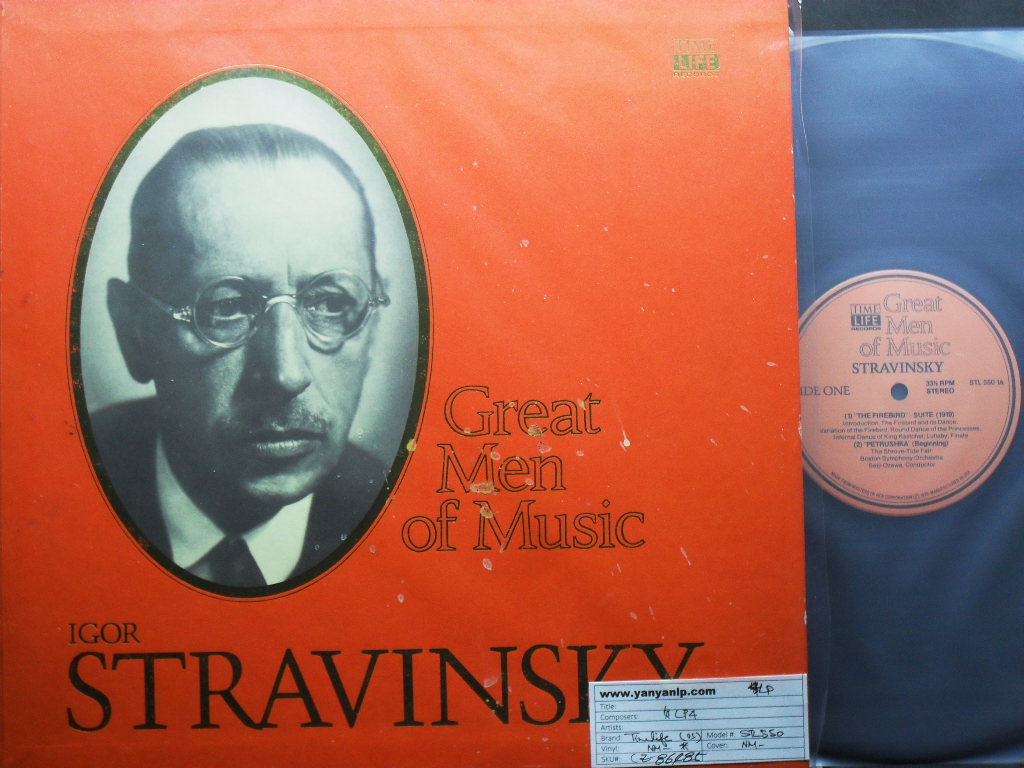 TIME
LIFE
RECORDS
Great
Men
of Music
IGOR
STRAVINSKY
TIME
LIFE
RECORDS
Great
Men
of Music
STRAVINSKY
IDE ONE
33⅓ RPM
STEREO
STL 550 1A
(1) "THE FIREBIRD": SUITE (1919)
Introduction, The Firebird and its Dance,
Variation of the Firebird, Round Dance of the Princesses,
Infernal Dance of King Kastchei, Lullaby, Finale
(2) "PETRUSHKA" (Beginning)
The Shrove-Tide Fair
Boston Symphony Orchestra
Seiji Ozawa, Conductor
www.yanyanlp.com
Title:
Composers:
Artists:
Brand: Timelife (US) Model #: STL550
Vinyl: NM- Cover: NM-
SKU#: